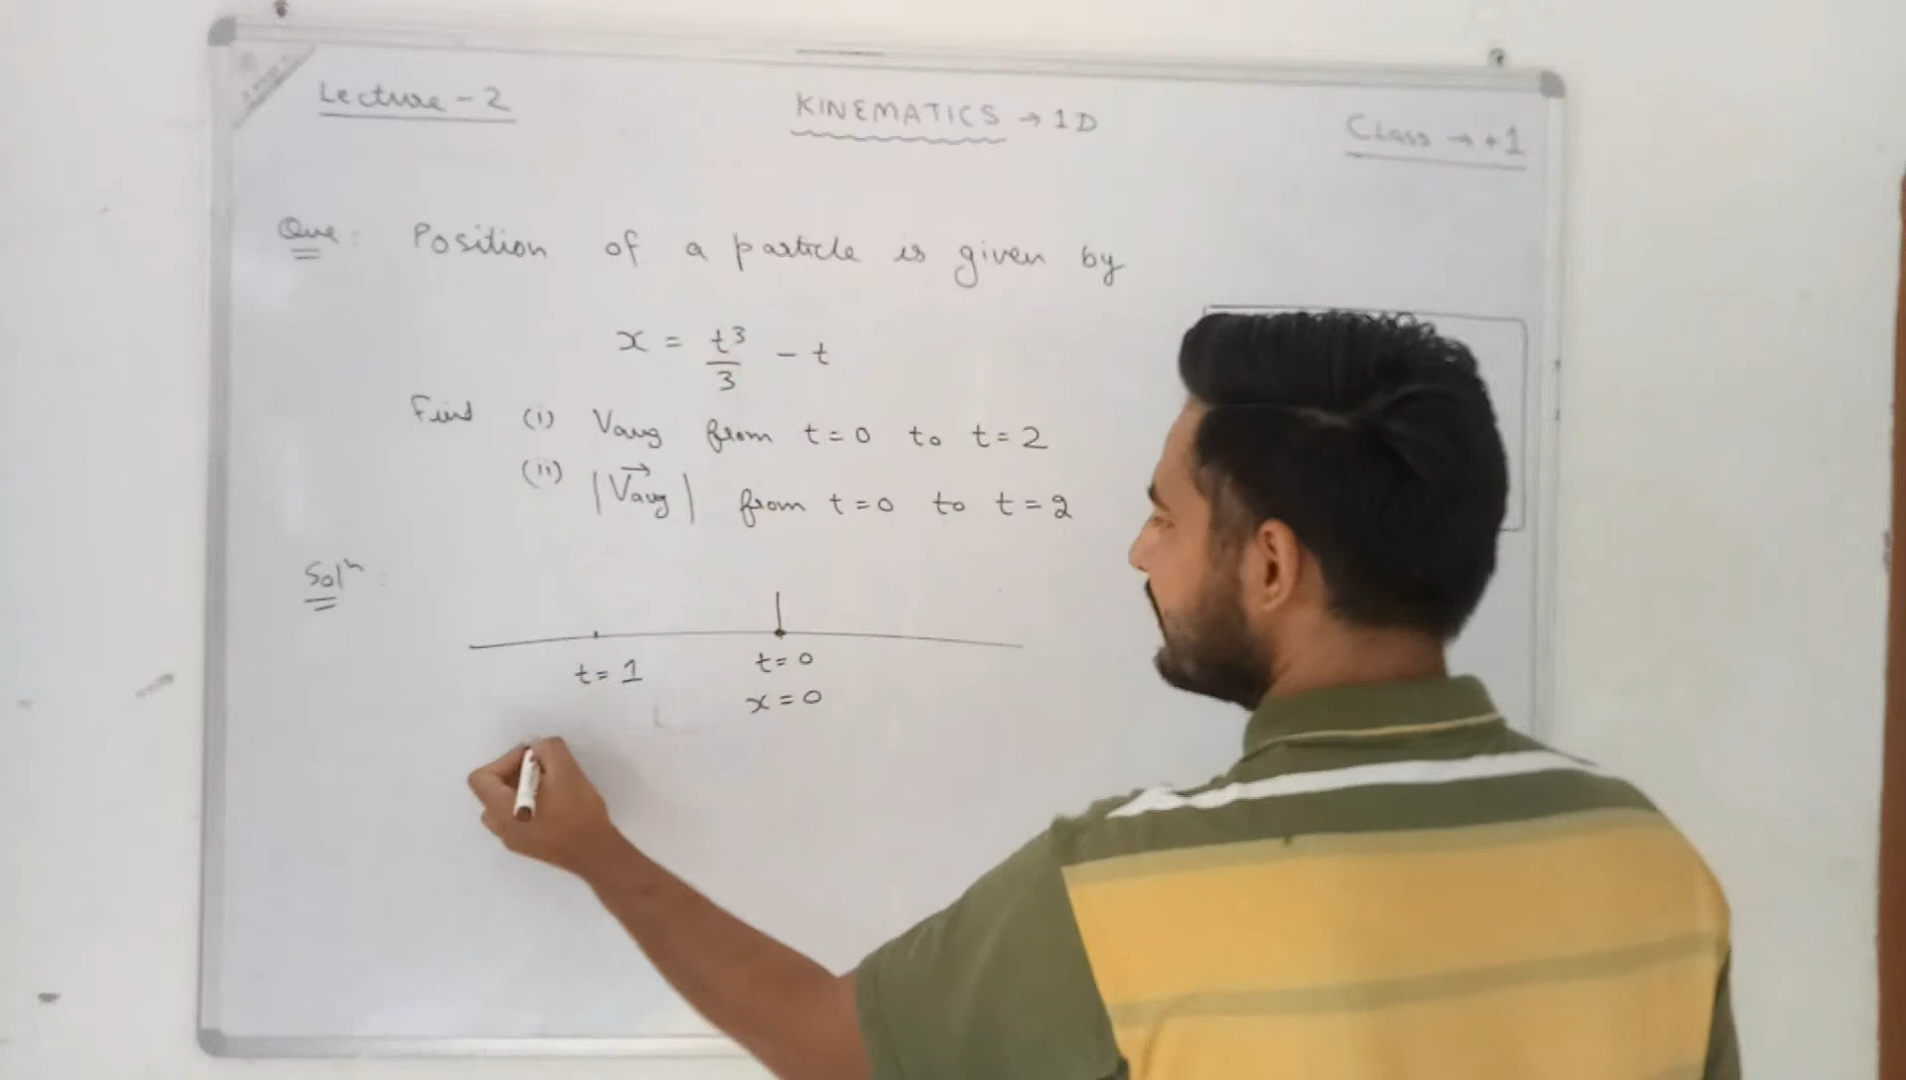 Lecture - 2
KINEMATICS → 1D
Class → +1
Que: Position of a particle is given by
x = t³/3 - t
Find (i) Vavg from t = 0 to t = 2
(ii) |V⃗avg| from t = 0 to t = 2
Solⁿ:
t = 1 t = 0
x = 0